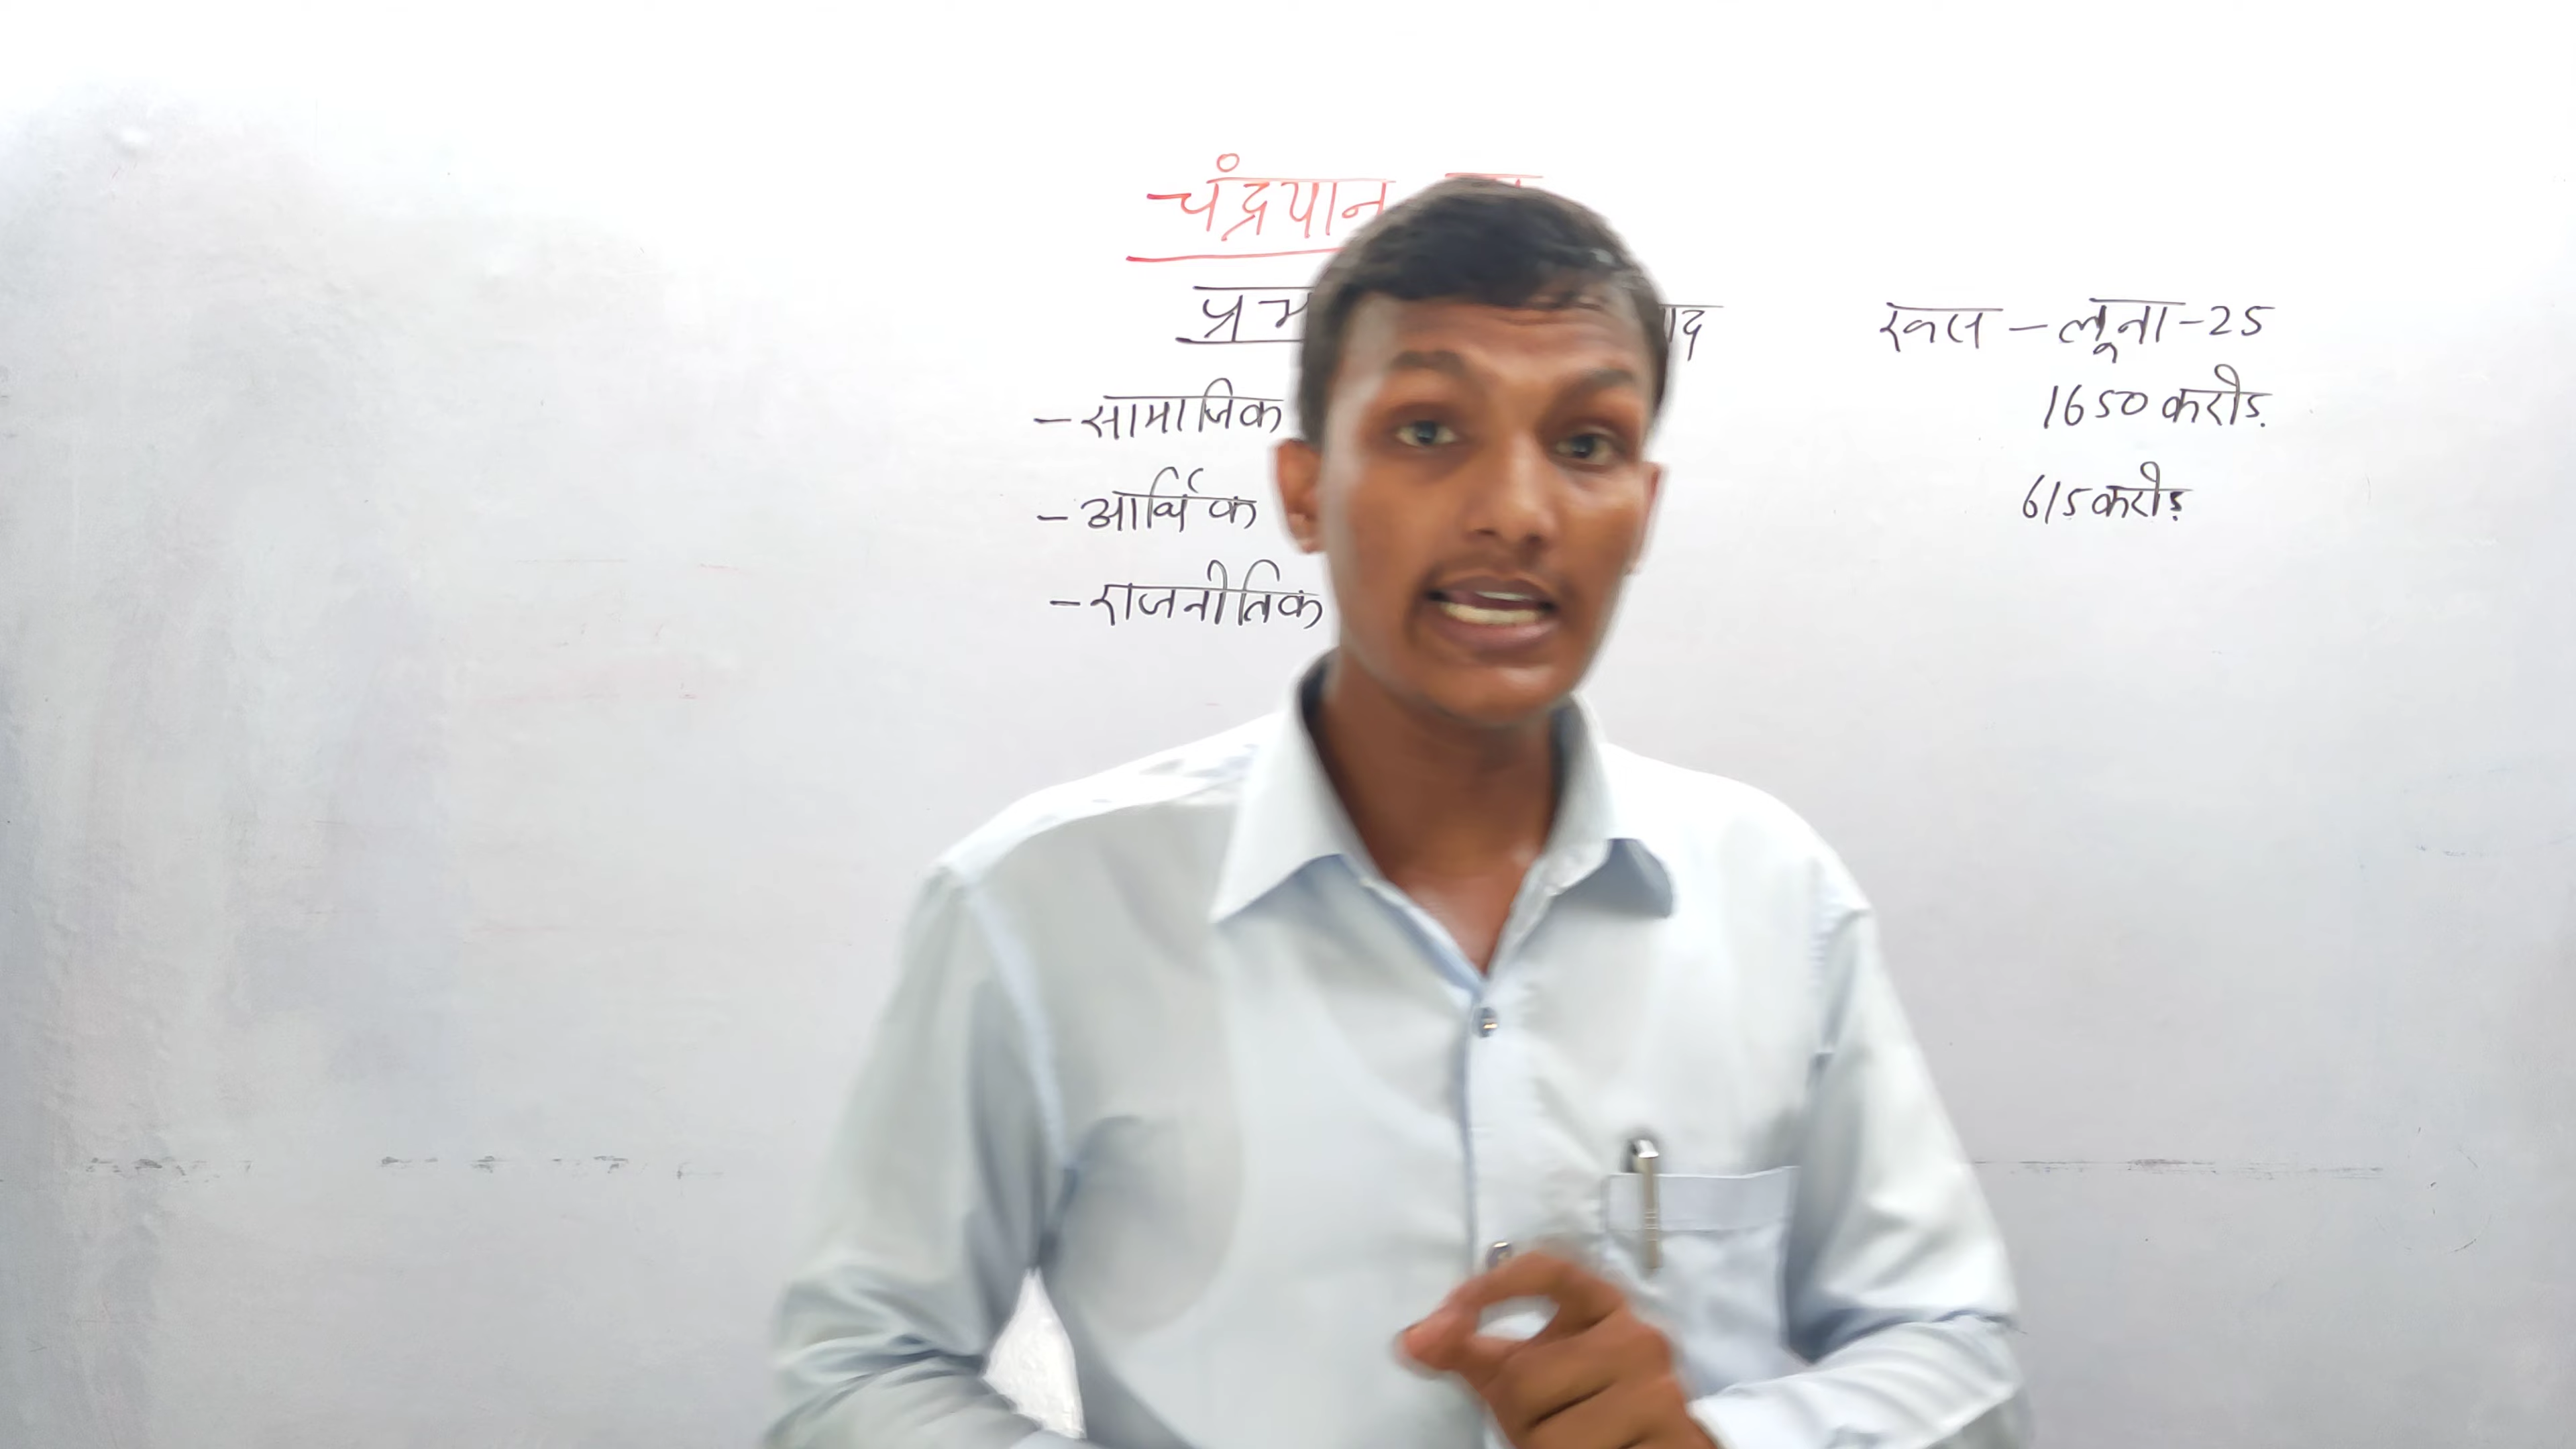 चंद्रयान
- सामाजिक
- आर्थिक
- राजनीतिक
रूस - लूना-25
1650 करोड़
615 करोड़